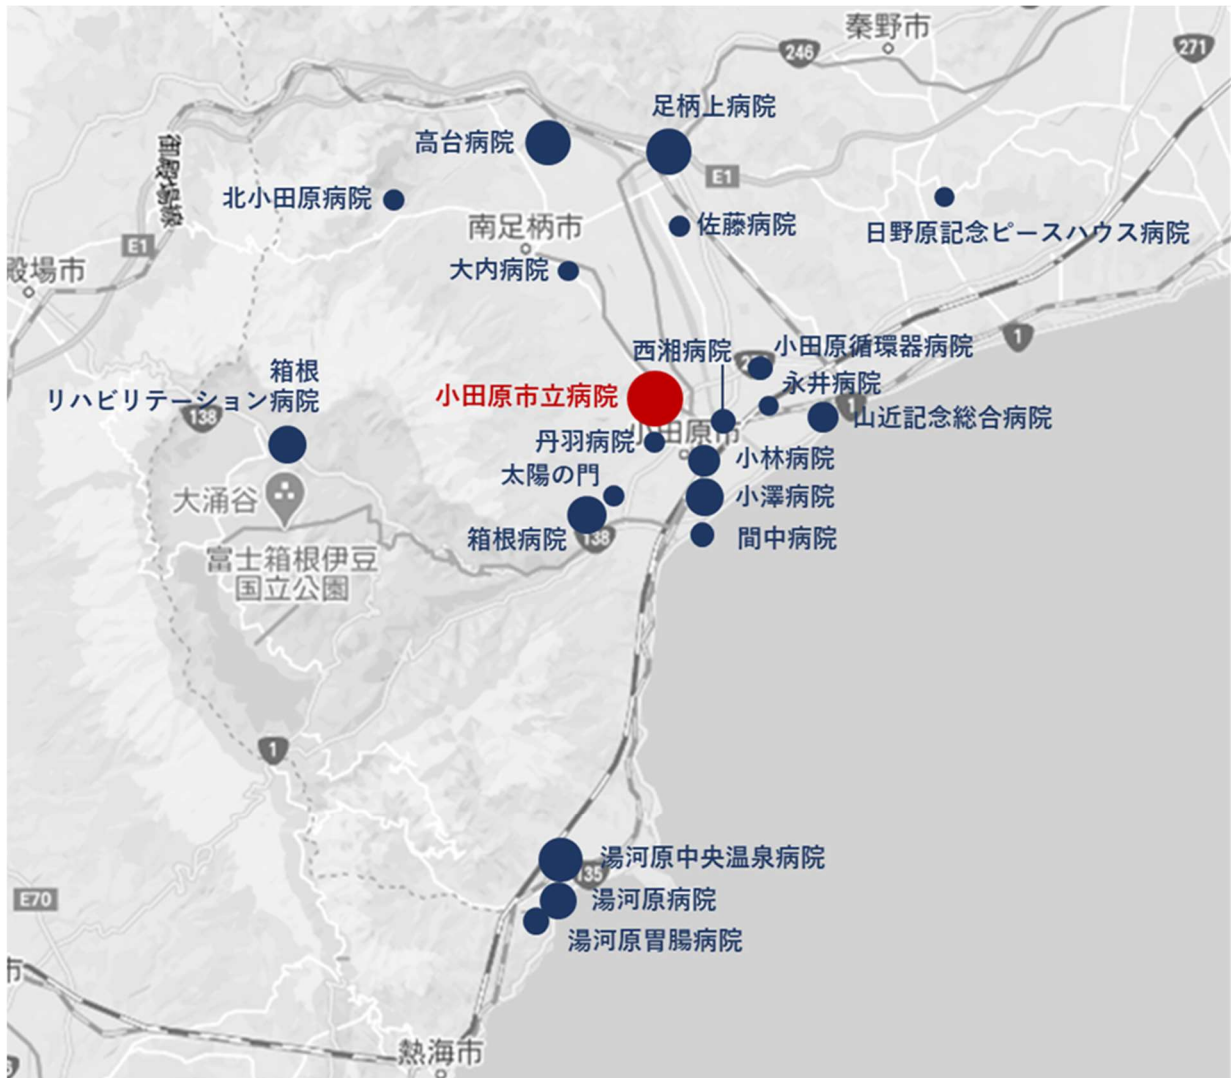 秦野市
246
271
足柄上病院
高台病院
御殿場線
E1
北小田原病院
日野原記念ピースハウス病院
南足柄市
佐藤病院
E1
殿場市
大内病院
1
西湘病院
小田原循環器病院
箱根
リハビリテーション病院
小田原市立病院
永井病院
138
1
山近記念総合病院
丹羽病院
小田原市
小林病院
太陽の門
大涌谷
小澤病院
箱根病院
138
間中病院
富士箱根伊豆
国立公園
1
湯河原中央温泉病院
135
E70
湯河原病院
湯河原胃腸病院
市
熱海市